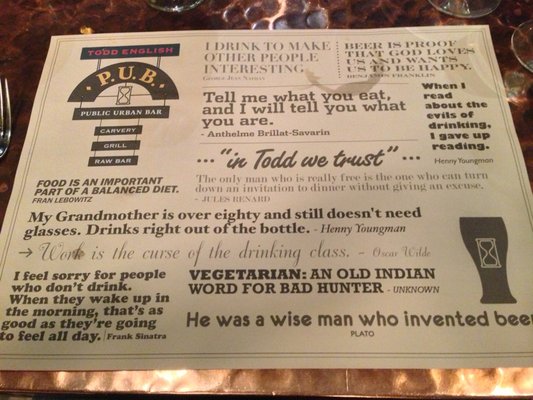 TODD ENGLISH
P.U.B.
PUBLIC URBAN BAR
CARVERY
GRILL
RAW BAR
I DRINK TO MAKE
OTHER PEOPLE
INTERESTING
GEORGE JEAN NATHAN
BEER IS PROOF
THAT GOD LOVES
US AND WANTS
US TO BE HAPPY.
BENJAMIN FRANKLIN
Tell me what you eat,
and I will tell you what
you are.
- Anthelme Brillat-Savarin
When I
read
about the
evils of
drinking,
I gave up
reading.
Henny Youngman
... "in Todd we trust" ...
The only man who is really free is the one who can turn
down an invitation to dinner without giving an excuse.
- JULES RENARD
FOOD IS AN IMPORTANT
PART OF A BALANCED DIET.
FRAN LEBOWITZ
My Grandmother is over eighty and still doesn't need
glasses. Drinks right out of the bottle. - Henny Youngman
→ Work is the curse of the drinking class. - Oscar Wilde
I feel sorry for people
who don't drink.
When they wake up in
the morning, that's as
good as they're going
to feel all day. Frank Sinatra
VEGETARIAN: AN OLD INDIAN
WORD FOR BAD HUNTER - UNKNOWN
He was a wise man who invented beer
PLATO